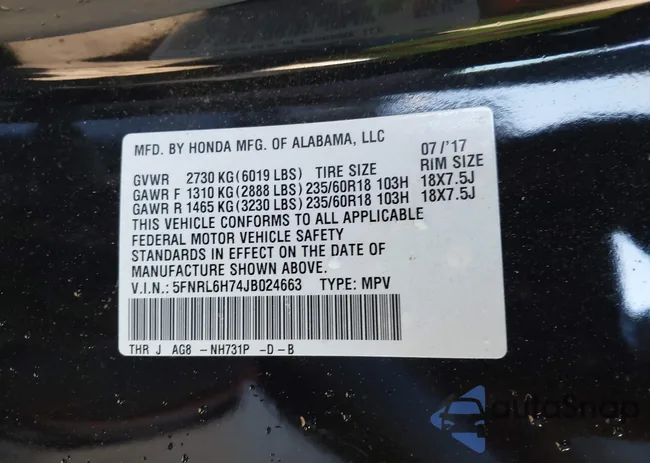 MFD. BY HONDA MFG. OF ALABAMA, LLC 07/'17
GVWR 2730 KG(6019 LBS) TIRE SIZE RIM SIZE
GAWR F 1310 KG(2888 LBS) 235/60R18 103H 18X7.5J
GAWR R 1465 KG(3230 LBS) 235/60R18 103H 18X7.5J
THIS VEHICLE CONFORMS TO ALL APPLICABLE
FEDERAL MOTOR VEHICLE SAFETY
STANDARDS IN EFFECT ON THE DATE OF
MANUFACTURE SHOWN ABOVE.
V.I.N.: 5FNRL6H74JB024663 TYPE: MPV
THR J AG8 -NH731P -D-B
autoSnap